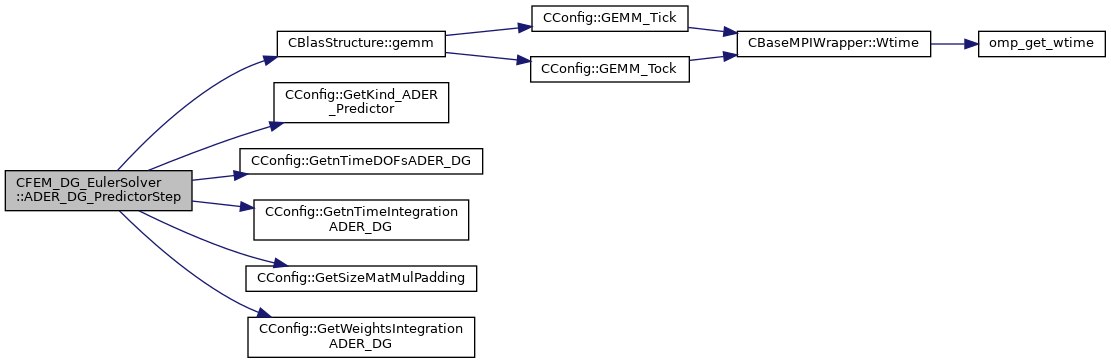 CFEM_DG_EulerSolver
::ADER_DG_PredictorStep
CBlasStructure::gemm
CConfig::GEMM_Tick
CConfig::GEMM_Tock
CBaseMPIWrapper::Wtime
omp_get_wtime
CConfig::GetKind_ADER
_Predictor
CConfig::GetnTimeDOFsADER_DG
CConfig::GetnTimeIntegration
ADER_DG
CConfig::GetSizeMatMulPadding
CConfig::GetWeightsIntegration
ADER_DG